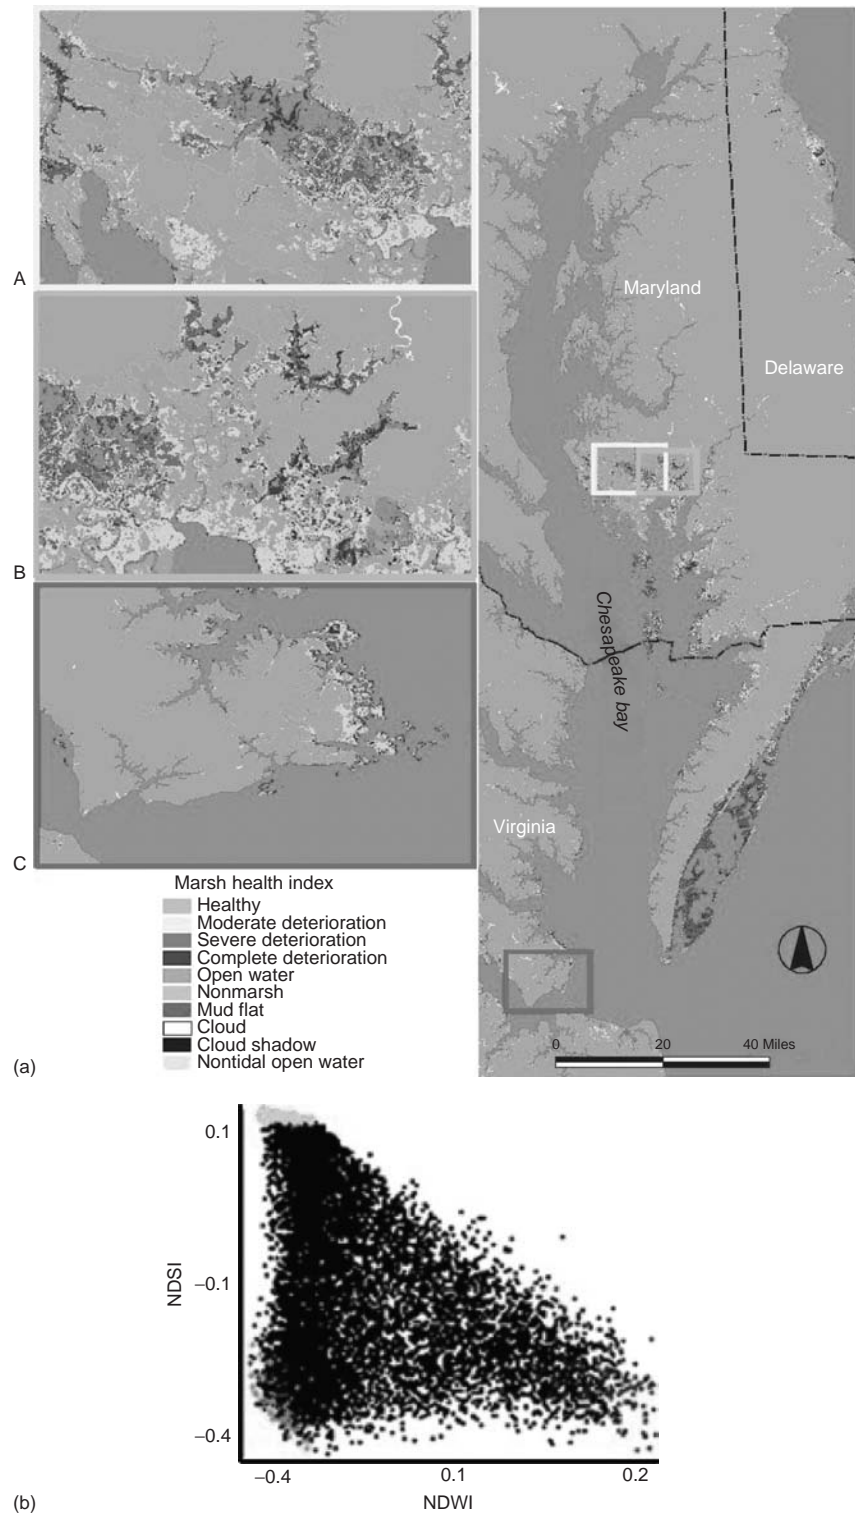 A
B
C
Maryland
Delaware
Chesapeake bay
Virginia
0 20 40 Miles
Marsh health index
Healthy
Moderate deterioration
Severe deterioration
Complete deterioration
Open water
Nonmarsh
Mud flat
Cloud
Cloud shadow
Nontidal open water
(a)
0.1
−0.1
−0.4
NDSI
−0.4 0.1 0.2
NDWI
(b)